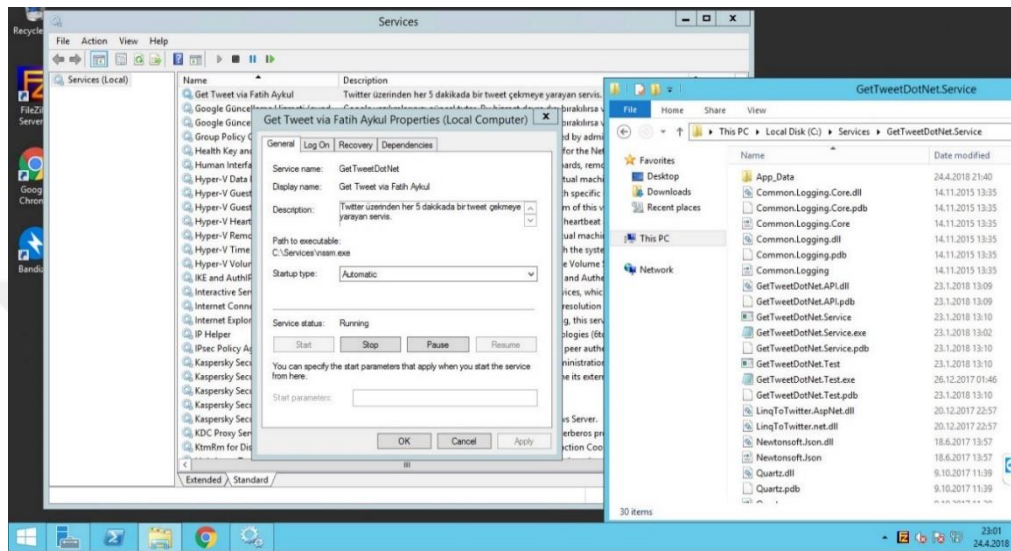 Recycle
FileZi
Server
Goog
Chron
Bandi
Services
File Action View Help
Services (Local)
Name
Description
Get Tweet via Fatih Aykul
Twitter üzerinden her 5 dakikada bir tweet çekmeye yarayan servis.
Google Günce
Google Günce
Group Policy C
Health Key and
Human Interfa
Hyper-V Data
Hyper-V Guest
Hyper-V Guest
Hyper-V Heart
Hyper-V Remo
Hyper-V Time
Hyper-V Volur
IKE and AuthIP
Interactive Ser
Internet Conne
Internet Explor
IP Helper
IPsec Policy Ag
Kaspersky Secu
Kaspersky Secu
Kaspersky Secu
Kaspersky Secu
KDC Proxy Ser
KtmRm for Dis
Extended
Standard
Get Tweet via Fatih Aykul Properties (Local Computer)
General Log On Recovery Dependencies
Service name: GetTweetDotNet
Display name: Get Tweet via Fatih Aykul
Description: Twitter üzerinden her 5 dakikada bir tweet çekmeye
yarayan servis.
Path to executable:
C:\Services\nssm.exe
Startup type: Automatic
Service status: Running
Start Stop Pause Resume
You can specify the start parameters that apply when you start the service
from here.
Start parameters:
OK Cancel Apply
GetTweetDotNet.Service
File Home Share View
This PC Local Disk (C:) Services GetTweetDotNet.Service
Favorites
Desktop
Downloads
Recent places
This PC
Network
Name Date modified
App_Data 24.4.2018 21:40
Common.Logging.Core.dll 14.11.2015 13:35
Common.Logging.Core.pdb 14.11.2015 13:35
Common.Logging.Core 14.11.2015 13:35
Common.Logging.dll 14.11.2015 13:35
Common.Logging.pdb 14.11.2015 13:35
Common.Logging 14.11.2015 13:35
GetTweetDotNet.API.dll 23.1.2018 13:09
GetTweetDotNet.API.pdb 23.1.2018 13:09
GetTweetDotNet.Service 23.1.2018 13:10
GetTweetDotNet.Service.exe 23.1.2018 13:02
GetTweetDotNet.Service.pdb 23.1.2018 13:10
GetTweetDotNet.Test 23.1.2018 13:10
GetTweetDotNet.Test.exe 26.12.2017 01:46
GetTweetDotNet.Test.pdb 23.1.2018 13:10
LinqToTwitter.AspNet.dll 20.12.2017 22:57
LinqToTwitter.net.dll 20.12.2017 22:57
Newtonsoft.Json.dll 18.6.2017 13:57
Newtonsoft.Json 18.6.2017 13:57
Quartz.dll 9.10.2017 11:39
Quartz.pdb 9.10.2017 11:39
30 items
23:01
24.4.2018